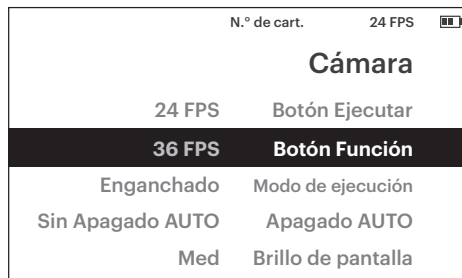 N.º de cart. 24 FPS
Cámara
24 FPS Botón Ejecutar
36 FPS Botón Función
Enganchado Modo de ejecución
Sin Apagado AUTO Apagado AUTO
Med Brillo de pantalla